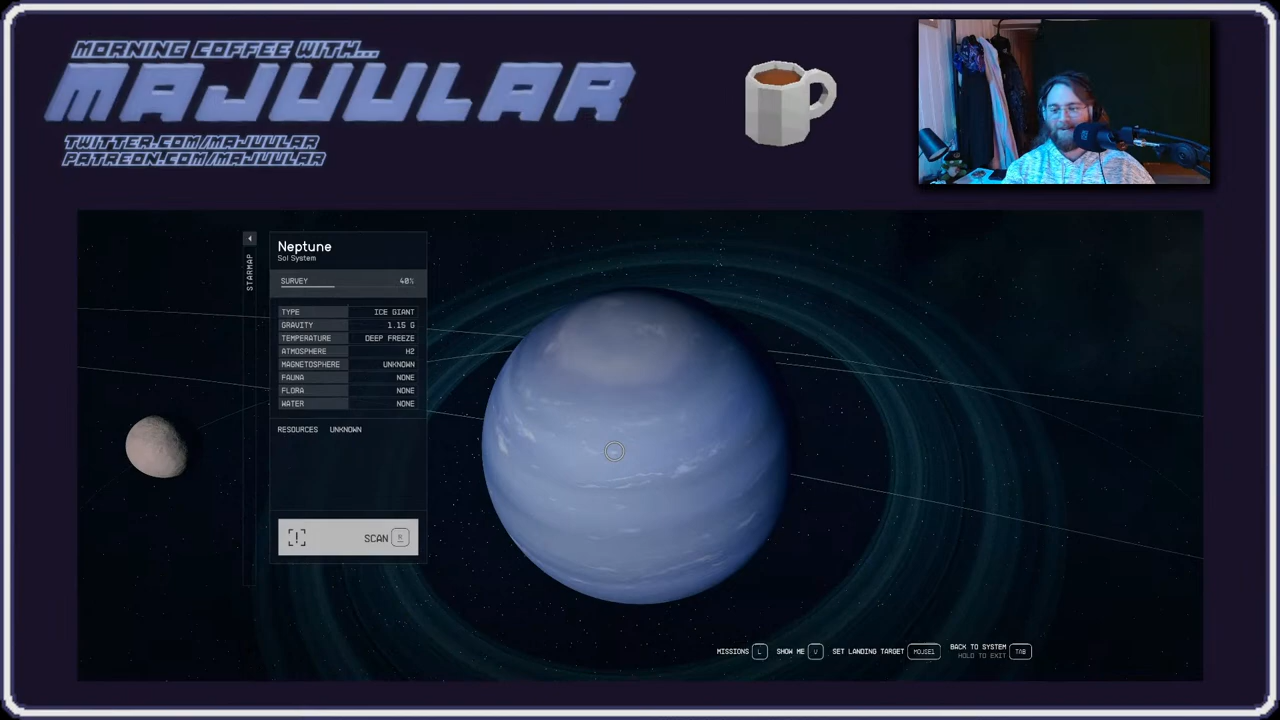 MORNING COFFEE WITH...
MAJUULAR
TWITTER.COM/MAJUULAR
PATREON.COM/MAJUULAR
STARMAP
Neptune
Sol System
SURVEY 40%
TYPE ICE GIANT
GRAVITY 1.15 G
TEMPERATURE DEEP FREEZE
ATMOSPHERE H2
MAGNETOSPHERE UNKNOWN
FAUNA NONE
FLORA NONE
WATER NONE
RESOURCES UNKNOWN
[!] SCAN R
MISSIONS L SHOW ME V SET LANDING TARGET MOUSE1 BACK TO SYSTEM TAB
HOLD TO EXIT